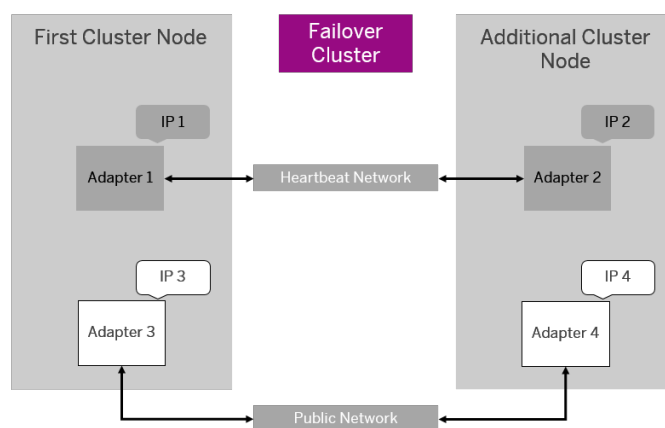 First Cluster Node
Failover
Cluster
Additional Cluster
Node
IP 1
IP 2
Adapter 1
Heartbeat Network
Adapter 2
IP 3
IP 4
Adapter 3
Adapter 4
Public Network